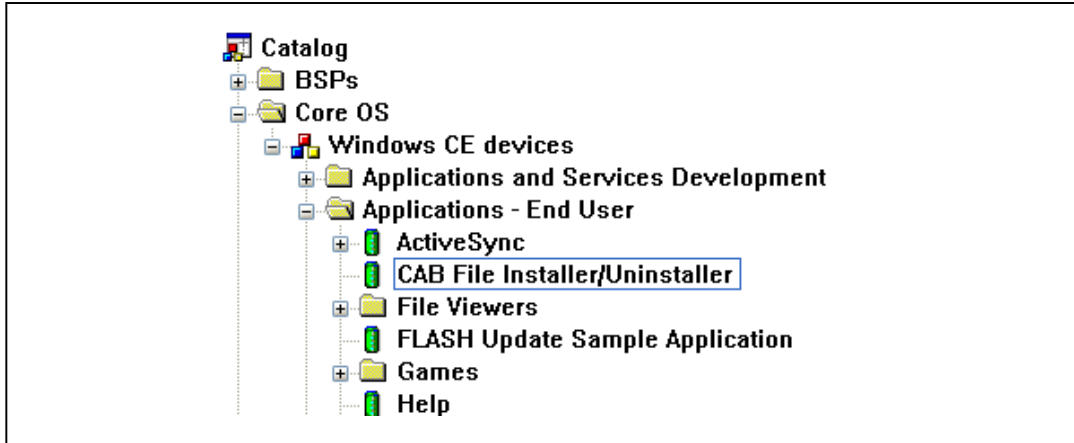 Catalog
BSPs
Core OS
Windows CE devices
Applications and Services Development
Applications - End User
ActiveSync
CAB File Installer/Uninstaller
File Viewers
FLASH Update Sample Application
Games
Help